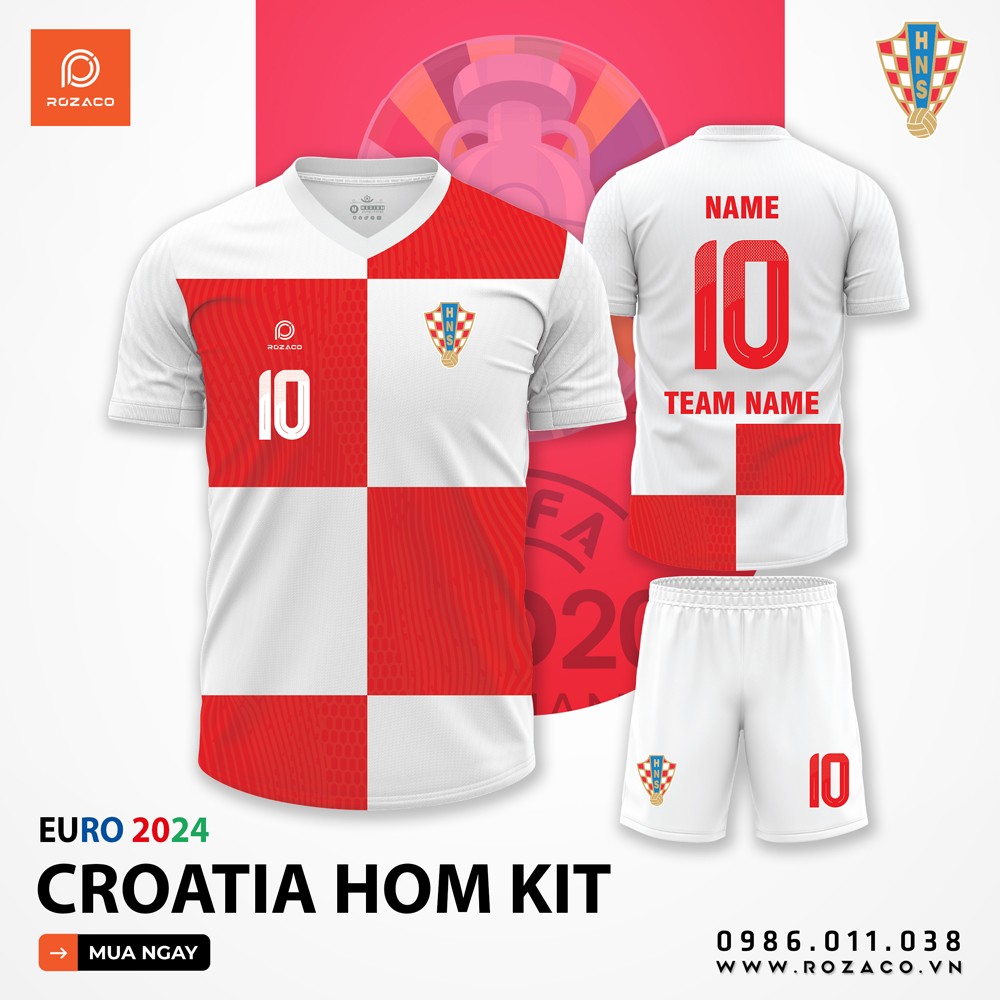 ROZACO
HNS
ROZACO
10
HNS
NAME
10
TEAM NAME
HNS
10
EURO 2024
CROATIA HOM KIT
MUA NGAY
0986.011.038
WWW.ROZACO.VN